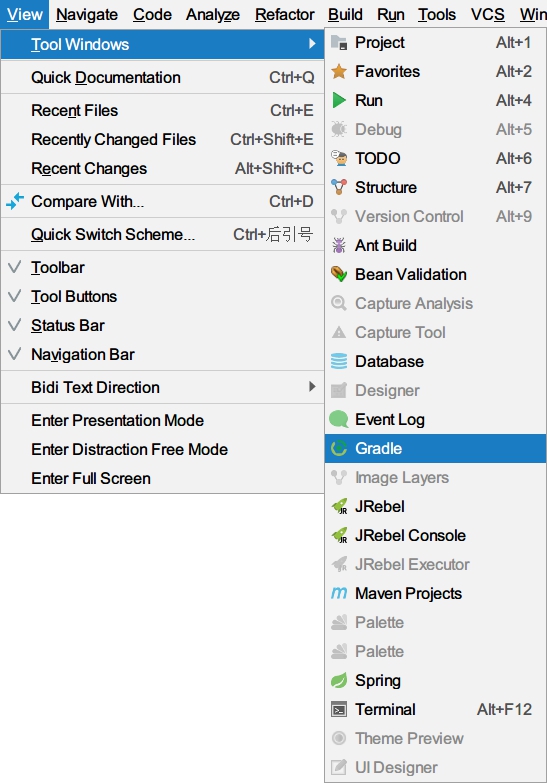 View Navigate Code Analyze Refactor Build Run Tools VCS Win
Tool Windows
Quick Documentation Ctrl+Q
Recent Files Ctrl+E
Recently Changed Files Ctrl+Shift+E
Recent Changes Alt+Shift+C
Compare With... Ctrl+D
Quick Switch Scheme... Ctrl+后引号
Toolbar
Tool Buttons
Status Bar
Navigation Bar
Bidi Text Direction
Enter Presentation Mode
Enter Distraction Free Mode
Enter Full Screen
Project Alt+1
Favorites Alt+2
Run Alt+4
Debug Alt+5
TODO Alt+6
Structure Alt+7
Version Control Alt+9
Ant Build
Bean Validation
Capture Analysis
Capture Tool
Database
Designer
Event Log
Gradle
Image Layers
JRebel
JRebel Console
JRebel Executor
Maven Projects
Palette
Palette
Spring
Terminal Alt+F12
Theme Preview
UI Designer